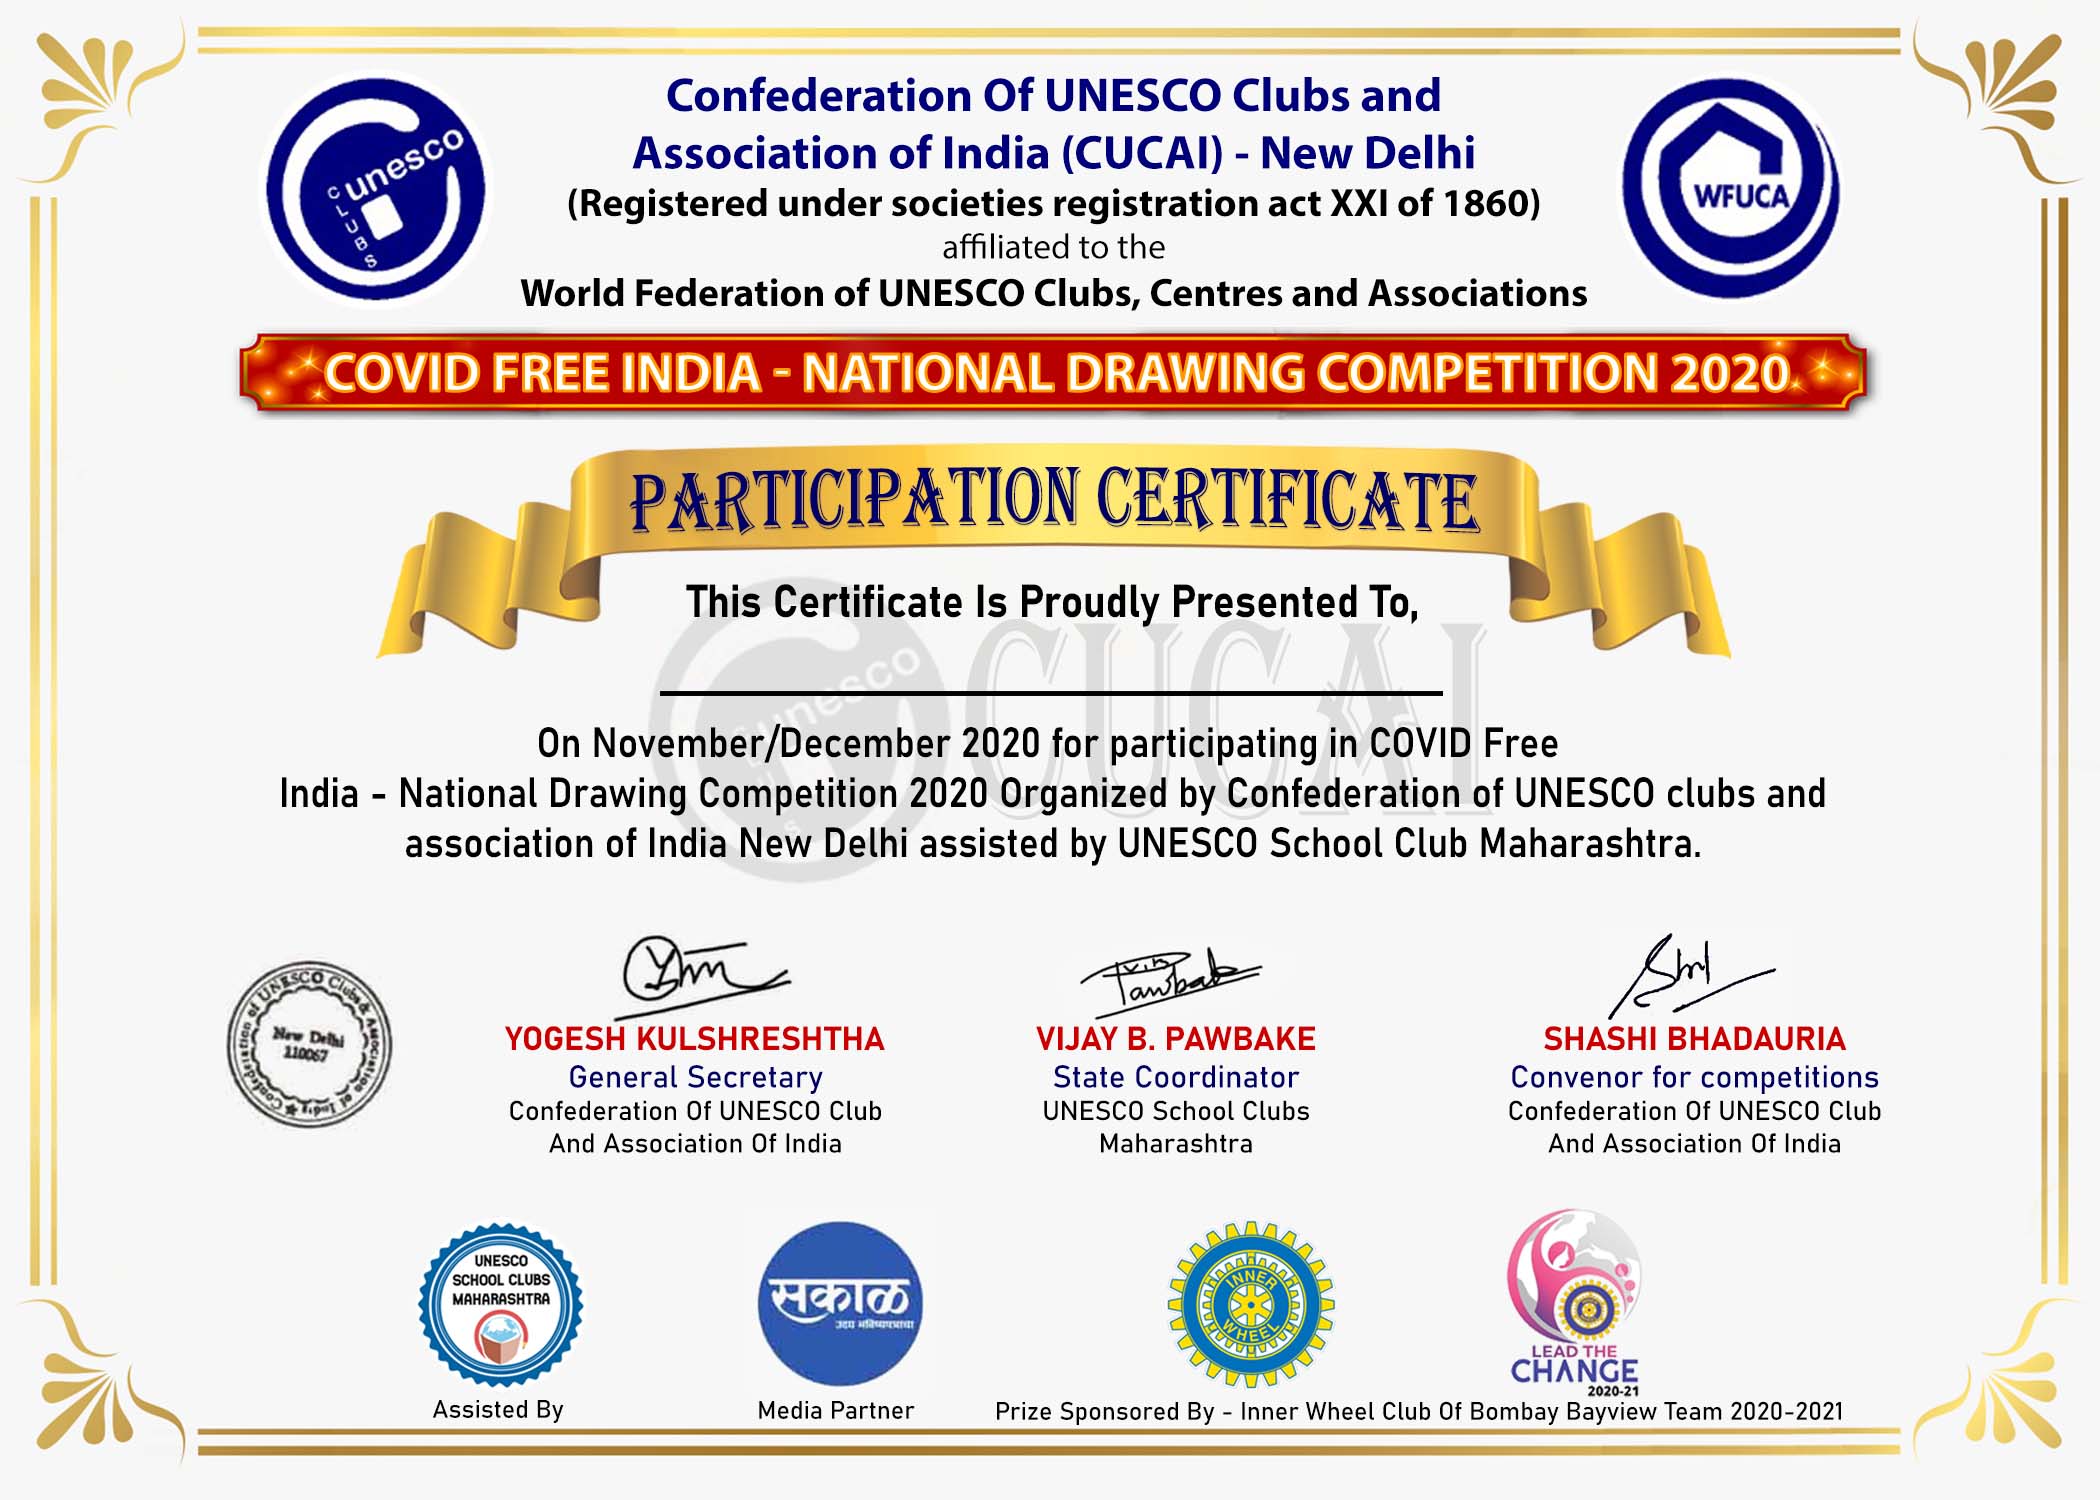 unesco
CLUBS
Confederation Of UNESCO Clubs and
Association of India (CUCAI) - New Delhi
(Registered under societies registration act XXI of 1860)
affiliated to the
World Federation of UNESCO Clubs, Centres and Associations
WFUCA
COVID FREE INDIA - NATIONAL DRAWING COMPETITION 2020
PARTICIPATION CERTIFICATE
This Certificate Is Proudly Presented To,
unesco
CUCAI
On November/December 2020 for participating in COVID Free
India - National Drawing Competition 2020 Organized by Confederation of UNESCO clubs and
association of India New Delhi assisted by UNESCO School Club Maharashtra.
Confederation of UNESCO Clubs & Association of India
New Delhi
110067
V.B.
Pawbake
YOGESH KULSHRESHTHA
General Secretary
Confederation Of UNESCO Club
And Association Of India
VIJAY B. PAWBAKE
State Coordinator
UNESCO School Clubs
Maharashtra
SHASHI BHADAURIA
Convenor for competitions
Confederation Of UNESCO Club
And Association Of India
UNESCO
SCHOOL CLUBS
MAHARASHTRA
Assisted By
सकाळ
उद्या भविष्यपत्राचा
Media Partner
INNER
WHEEL
LEAD THE
CHANGE
2020-21
Prize Sponsored By - Inner Wheel Club Of Bombay Bayview Team 2020-2021